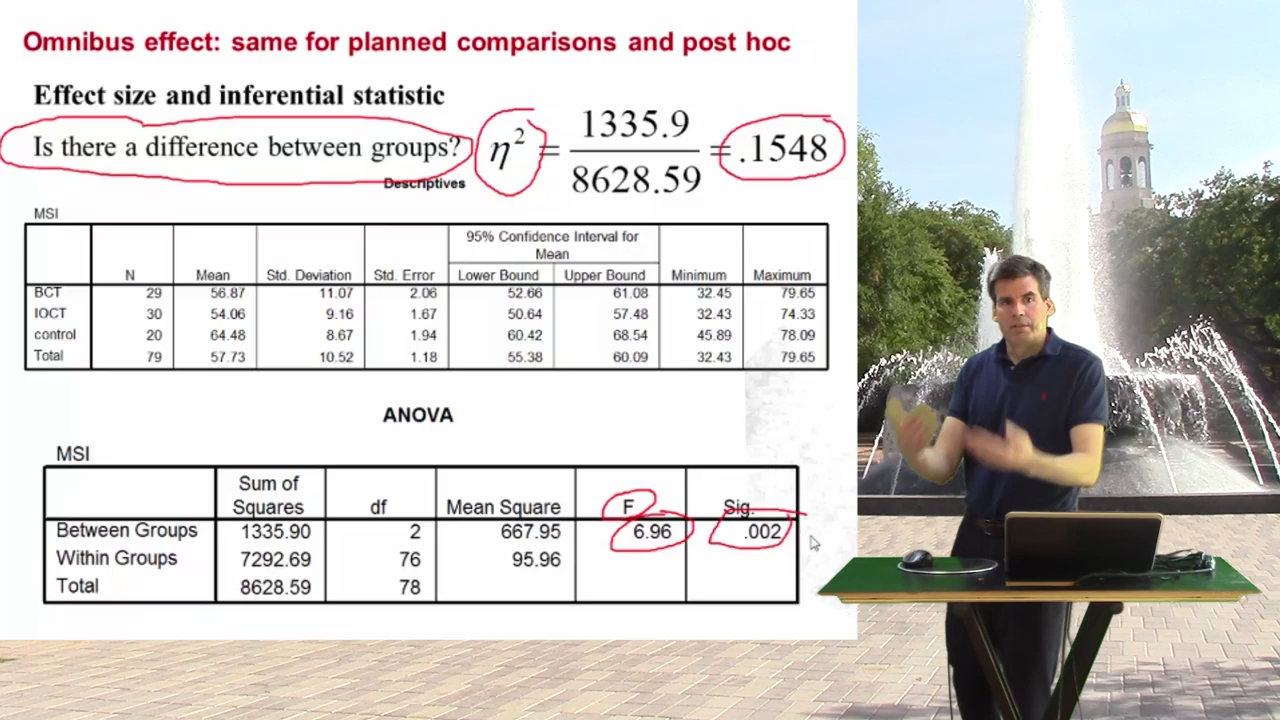 Omnibus effect: same for planned comparisons and post hoc
Effect size and inferential statistic
Is there a difference between groups? η² = 1335.9 / 8628.59 = .1548
Descriptives
MSI
95% Confidence Interval for Mean
N Mean Std. Deviation Std. Error Lower Bound Upper Bound Minimum Maximum
BCT 29 56.87 11.07 2.06 52.66 61.08 32.45 79.65
IOCT 30 54.06 9.16 1.67 50.64 57.48 32.43 74.33
control 20 64.48 8.67 1.94 60.42 68.54 45.89 78.09
Total 79 57.73 10.52 1.18 55.38 60.09 32.43 79.65
ANOVA
MSI
Sum of Squares df Mean Square F Sig.
Between Groups 1335.90 2 667.95 6.96 .002
Within Groups 7292.69 76 95.96
Total 8628.59 78